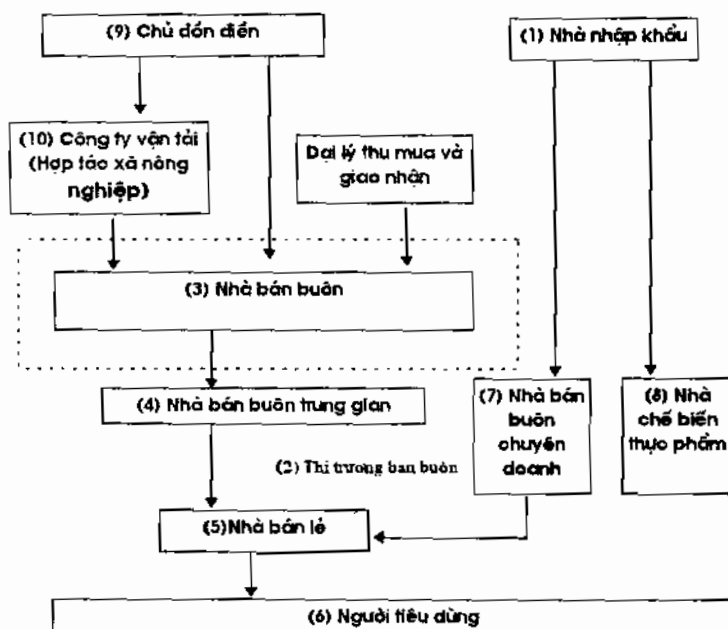 (9) Chủ đồn điền
(1) Nhà nhập khẩu
(10) Công ty vận tải
(Hợp tác xã nông
nghiệp)
Đại lý thu mua và
giao nhận
(3) Nhà bán buôn
(4) Nhà bán buôn trung gian
(7) Nhà bán
buôn
chuyên
doanh
(8) Nhà
chế biến
thực phẩm
(2) Thị trường bán buôn
(5)Nhà bán lẻ
(6) Người tiêu dùng